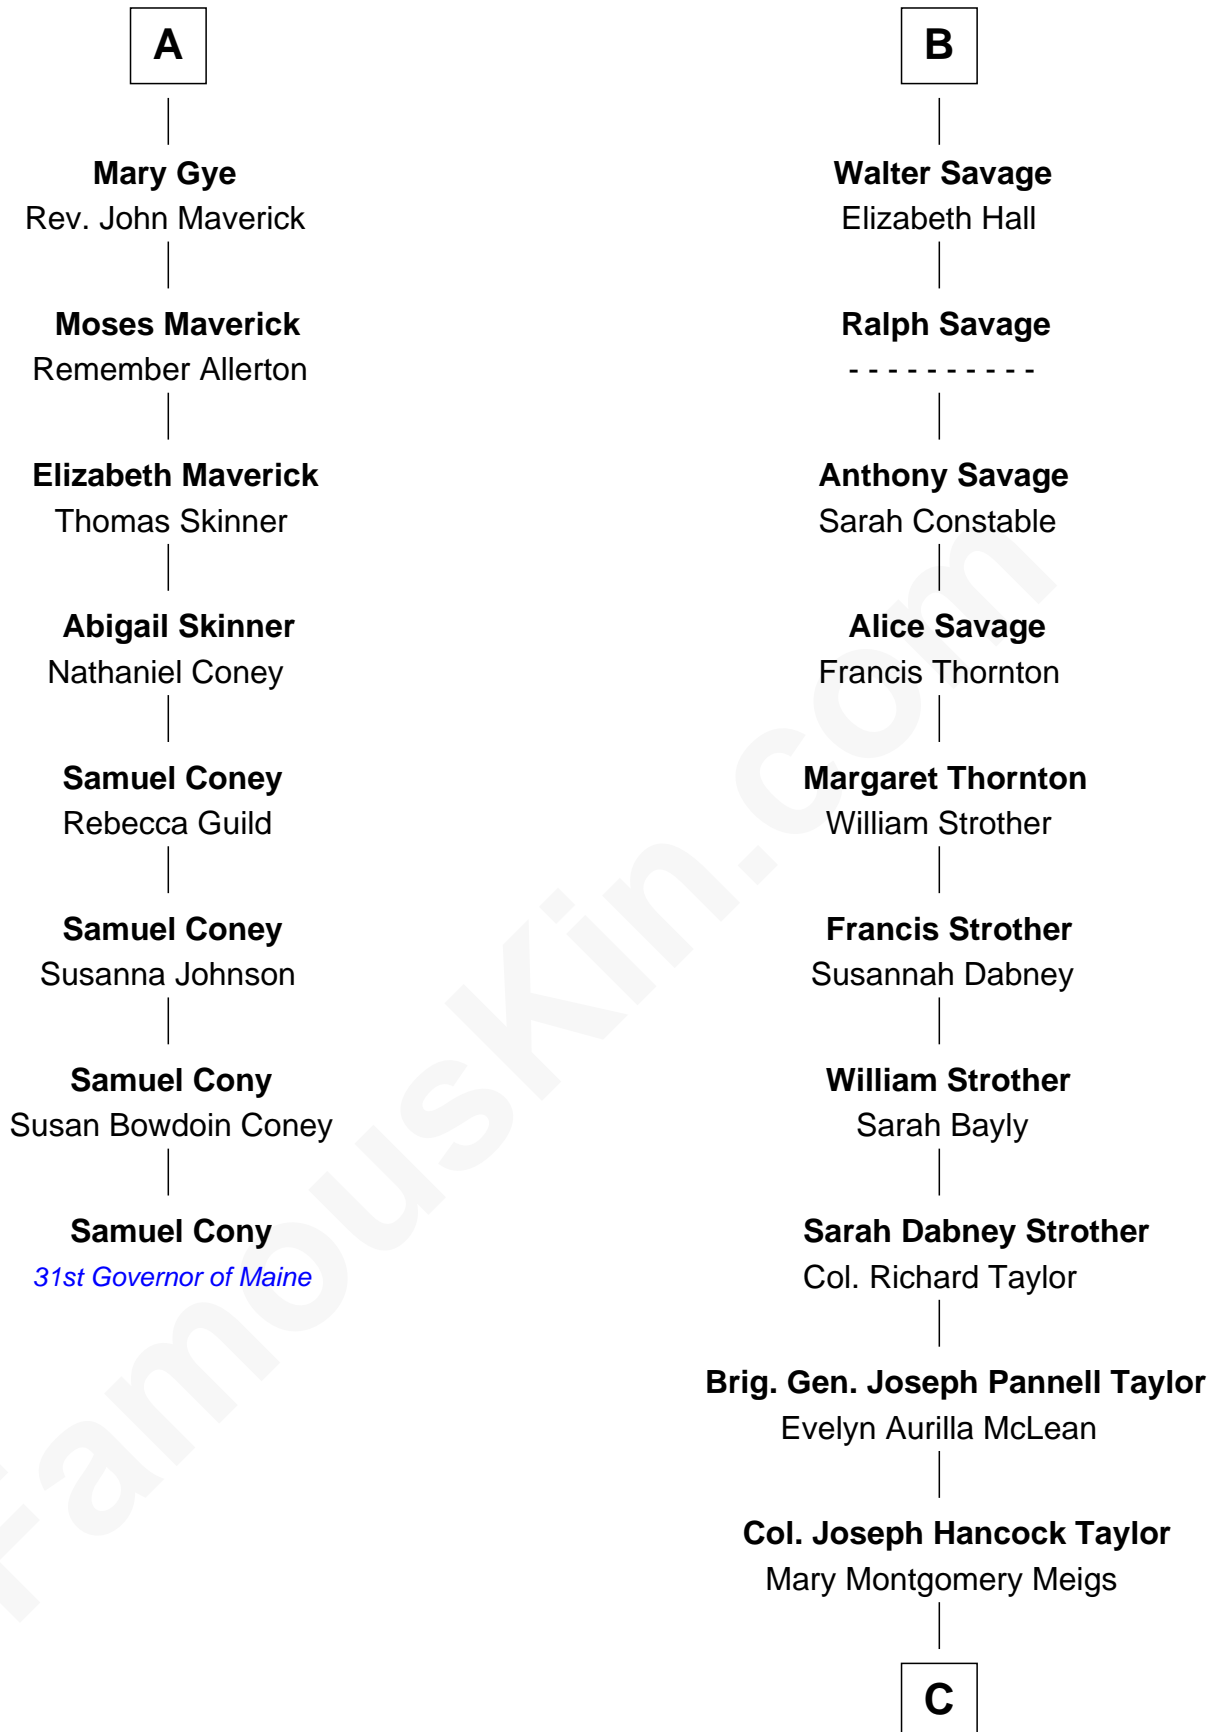 A
Mary Gye
Rev. John Maverick
Moses Maverick
Remember Allerton
Elizabeth Maverick
Thomas Skinner
Abigail Skinner
Nathaniel Coney
Samuel Coney
Rebecca Guild
Samuel Coney
Susanna Johnson
Samuel Cony
Susan Bowdoin Coney
Samuel Cony
31st Governor of Maine
B
Walter Savage
Elizabeth Hall
Ralph Savage
- - - - - - - - - -
Anthony Savage
Sarah Constable
Alice Savage
Francis Thornton
Margaret Thornton
William Strother
Francis Strother
Susannah Dabney
William Strother
Sarah Bayly
Sarah Dabney Strother
Col. Richard Taylor
Brig. Gen. Joseph Pannell Taylor
Evelyn Aurilla McLean
Col. Joseph Hancock Taylor
Mary Montgomery Meigs
C
FamousKin.com